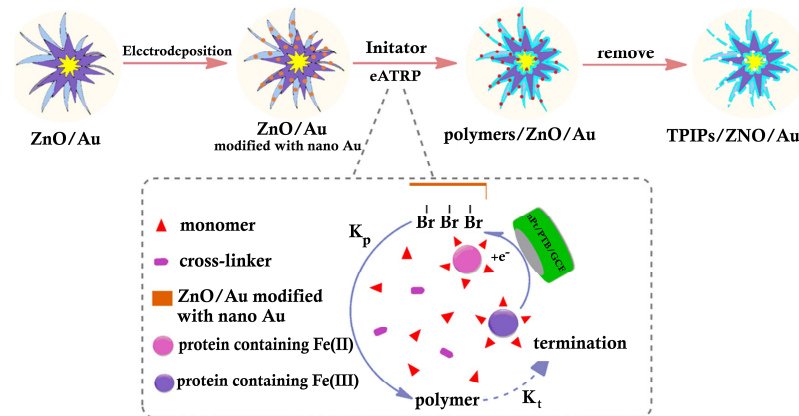 Electrodeposition
Initator
eATRP
remove
ZnO/Au
ZnO/Au
modified with nano Au
polymers/ZnO/Au
TPIPs/ZNO/Au
monomer
cross-linker
ZnO/Au modified
with nano Au
protein containing Fe(II)
protein containing Fe(III)
Kp
Br Br Br
+e-
nPt/PTB/GCE
termination
polymer
Kt